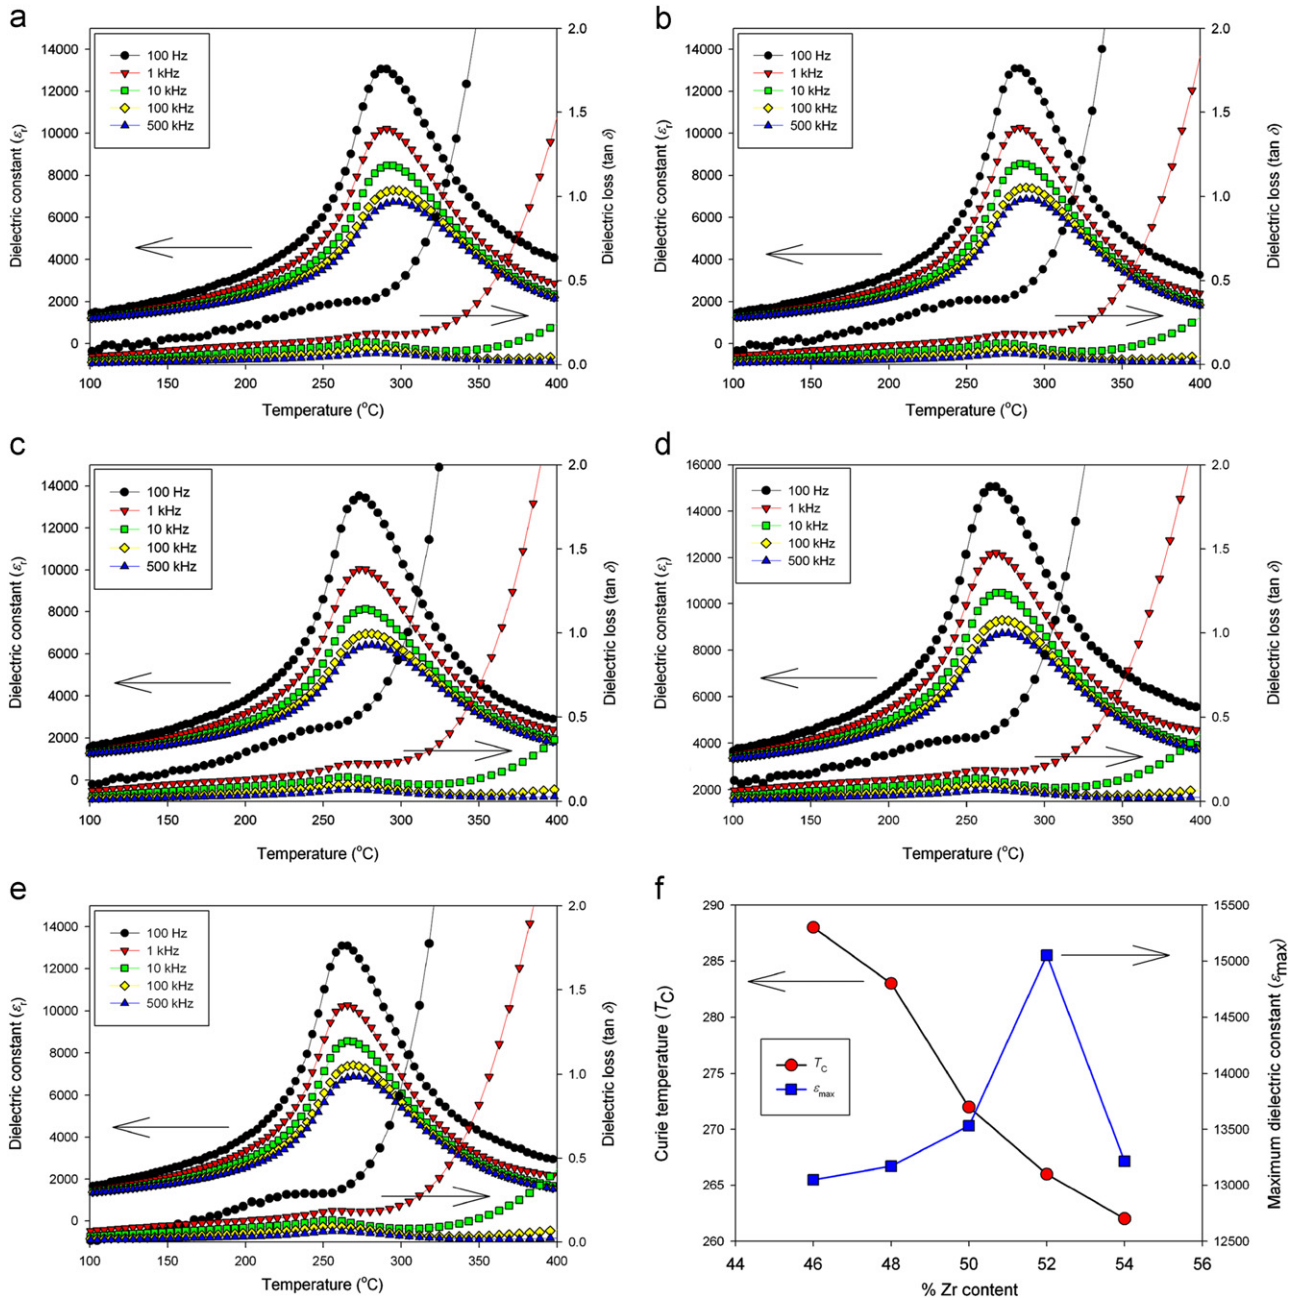 a
14000
12000
10000
8000
6000
4000
2000
0
Dielectric constant (εr)
100 Hz
1 kHz
10 kHz
100 kHz
500 kHz
2.0
1.5
1.0
0.5
0.0
Dielectric loss (tan δ)
100 150 200 250 300 350 400
Temperature (°C)
b
14000
12000
10000
8000
6000
4000
2000
0
Dielectric constant (εr)
100 Hz
1 kHz
10 kHz
100 kHz
500 kHz
2.0
1.5
1.0
0.5
0.0
Dielectric loss (tan δ)
100 150 200 250 300 350 400
Temperature (°C)
c
14000
12000
10000
8000
6000
4000
2000
0
Dielectric constant (εr)
100 Hz
1 kHz
10 kHz
100 kHz
500 kHz
2.0
1.5
1.0
0.5
0.0
Dielectric loss (tan δ)
100 150 200 250 300 350 400
Temperature (°C)
d
16000
14000
12000
10000
8000
6000
4000
2000
Dielectric constant (εr)
100 Hz
1 kHz
10 kHz
100 kHz
500 kHz
2.0
1.5
1.0
0.5
0.0
Dielectric loss (tan δ)
100 150 200 250 300 350 400
Temperature (°C)
e
14000
12000
10000
8000
6000
4000
2000
0
Dielectric constant (εr)
100 Hz
1 kHz
10 kHz
100 kHz
500 kHz
2.0
1.5
1.0
0.5
0.0
Dielectric loss (tan δ)
100 150 200 250 300 350 400
Temperature (°C)
f
290
285
280
275
270
265
260
Curie temperature (TC)
TC
εmax
15500
15000
14500
14000
13500
13000
12500
Maximum dielectric constant (εmax)
44 46 48 50 52 54 56
% Zr content